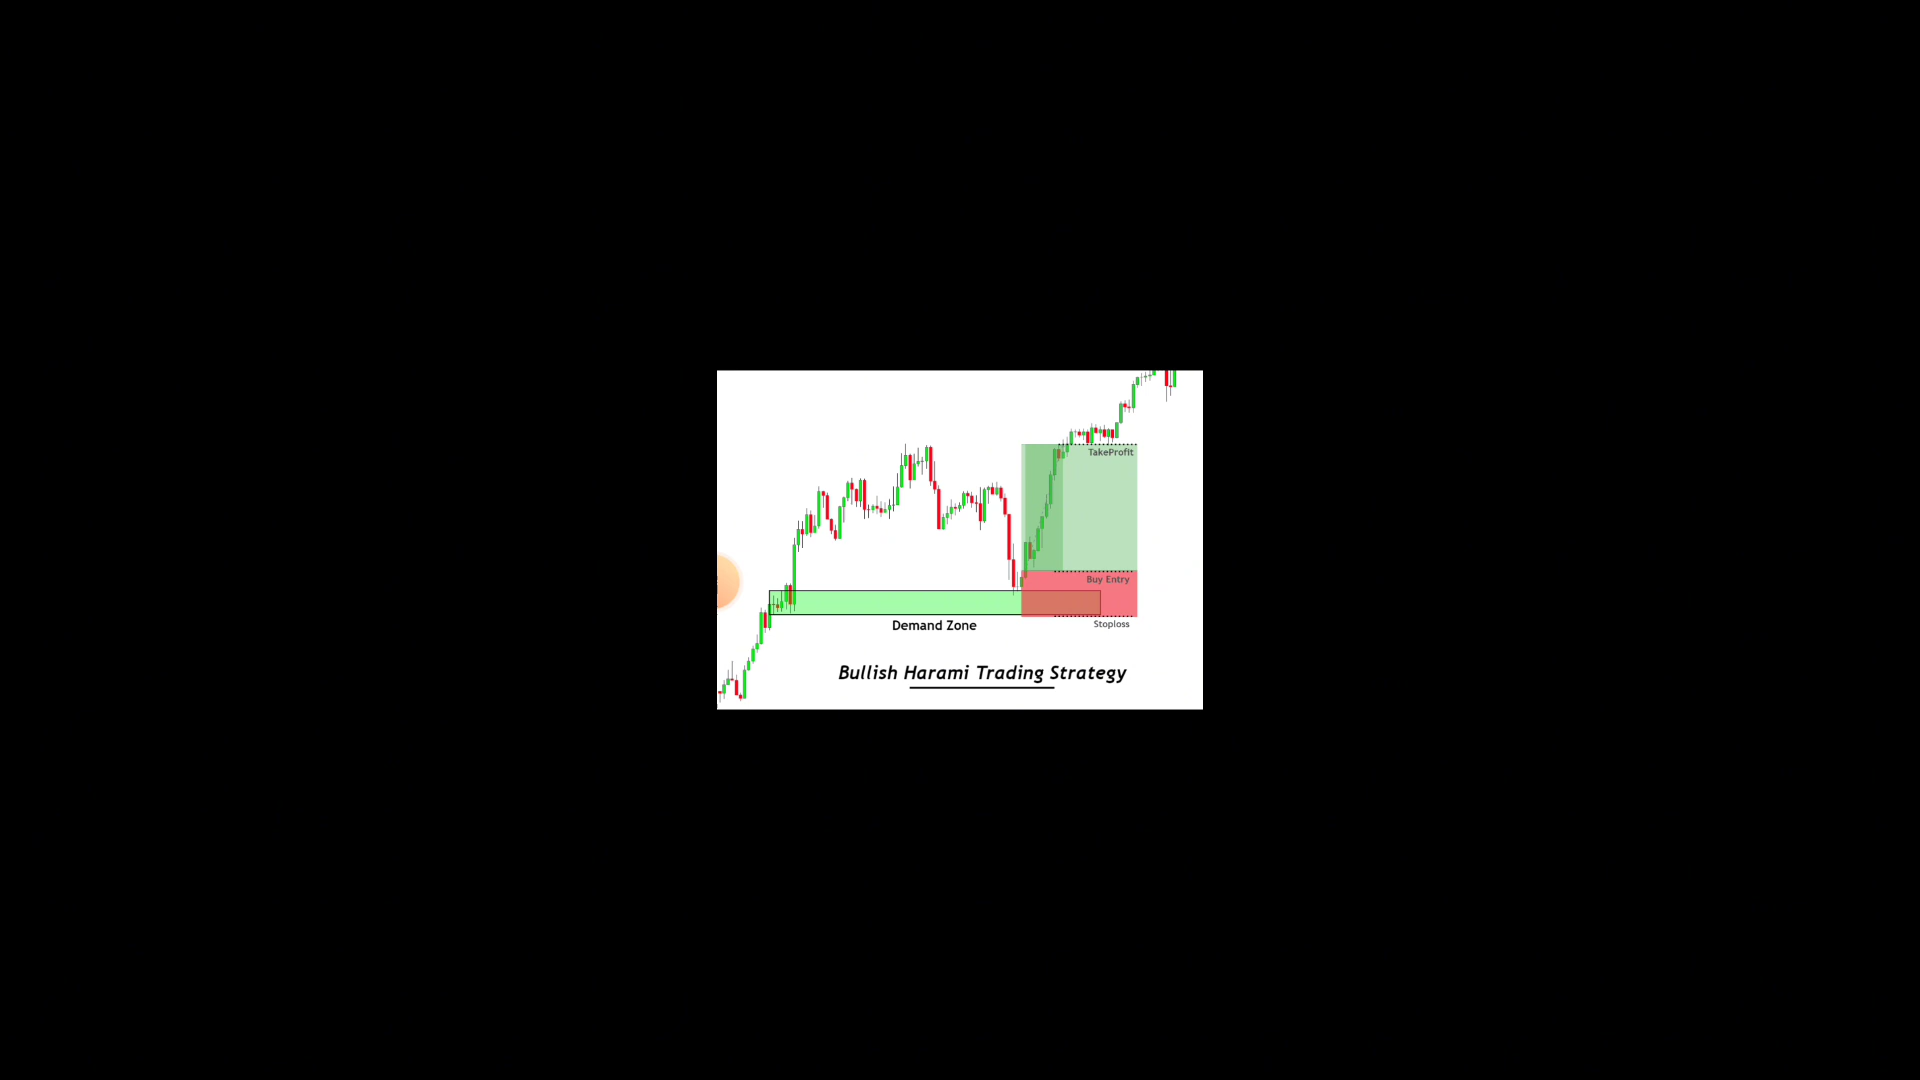 TakeProfit
Buy Entry
Stoploss
Demand Zone
Bullish Harami Trading Strategy